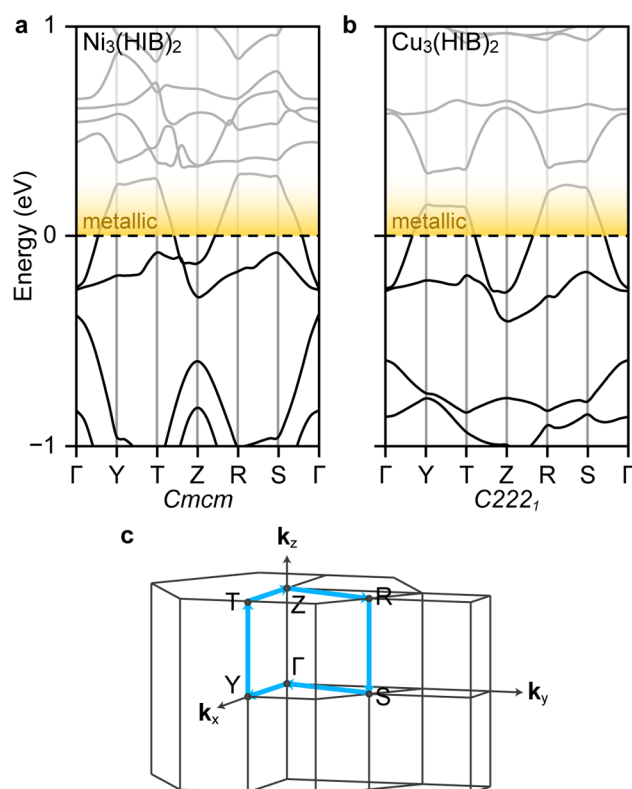 a
b
Ni3(HIB)2
Cu3(HIB)2
Energy (eV)
1
0
−1
metallic
metallic
Γ Y T Z R S Γ
Γ Y T Z R S Γ
Cmcm
C222₁
c
kz
T
Z
R
Γ
Y
S
kx
ky